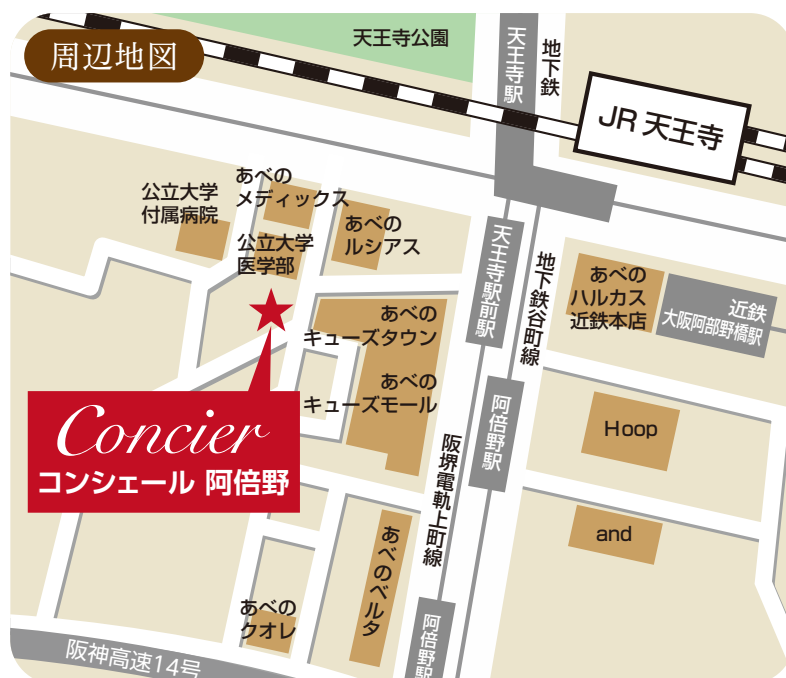 周辺地図
天王寺公園
天王寺駅
地下鉄
JR 天王寺
公立大学
付属病院
あべの
メディックス
公立大学
医学部
あべの
ルシアス
天王寺駅前駅
地下鉄谷町線
あべの
ハルカス
近鉄本店
近鉄
大阪阿部野橋駅
あべの
キューズタウン
あべの
キューズモール
Concier
コンシェール 阿倍野
阿倍野駅
Hoop
阪堺電軌上町線
and
あべのベルタ
あべの
クオレ
阿倍野駅
阪神高速14号